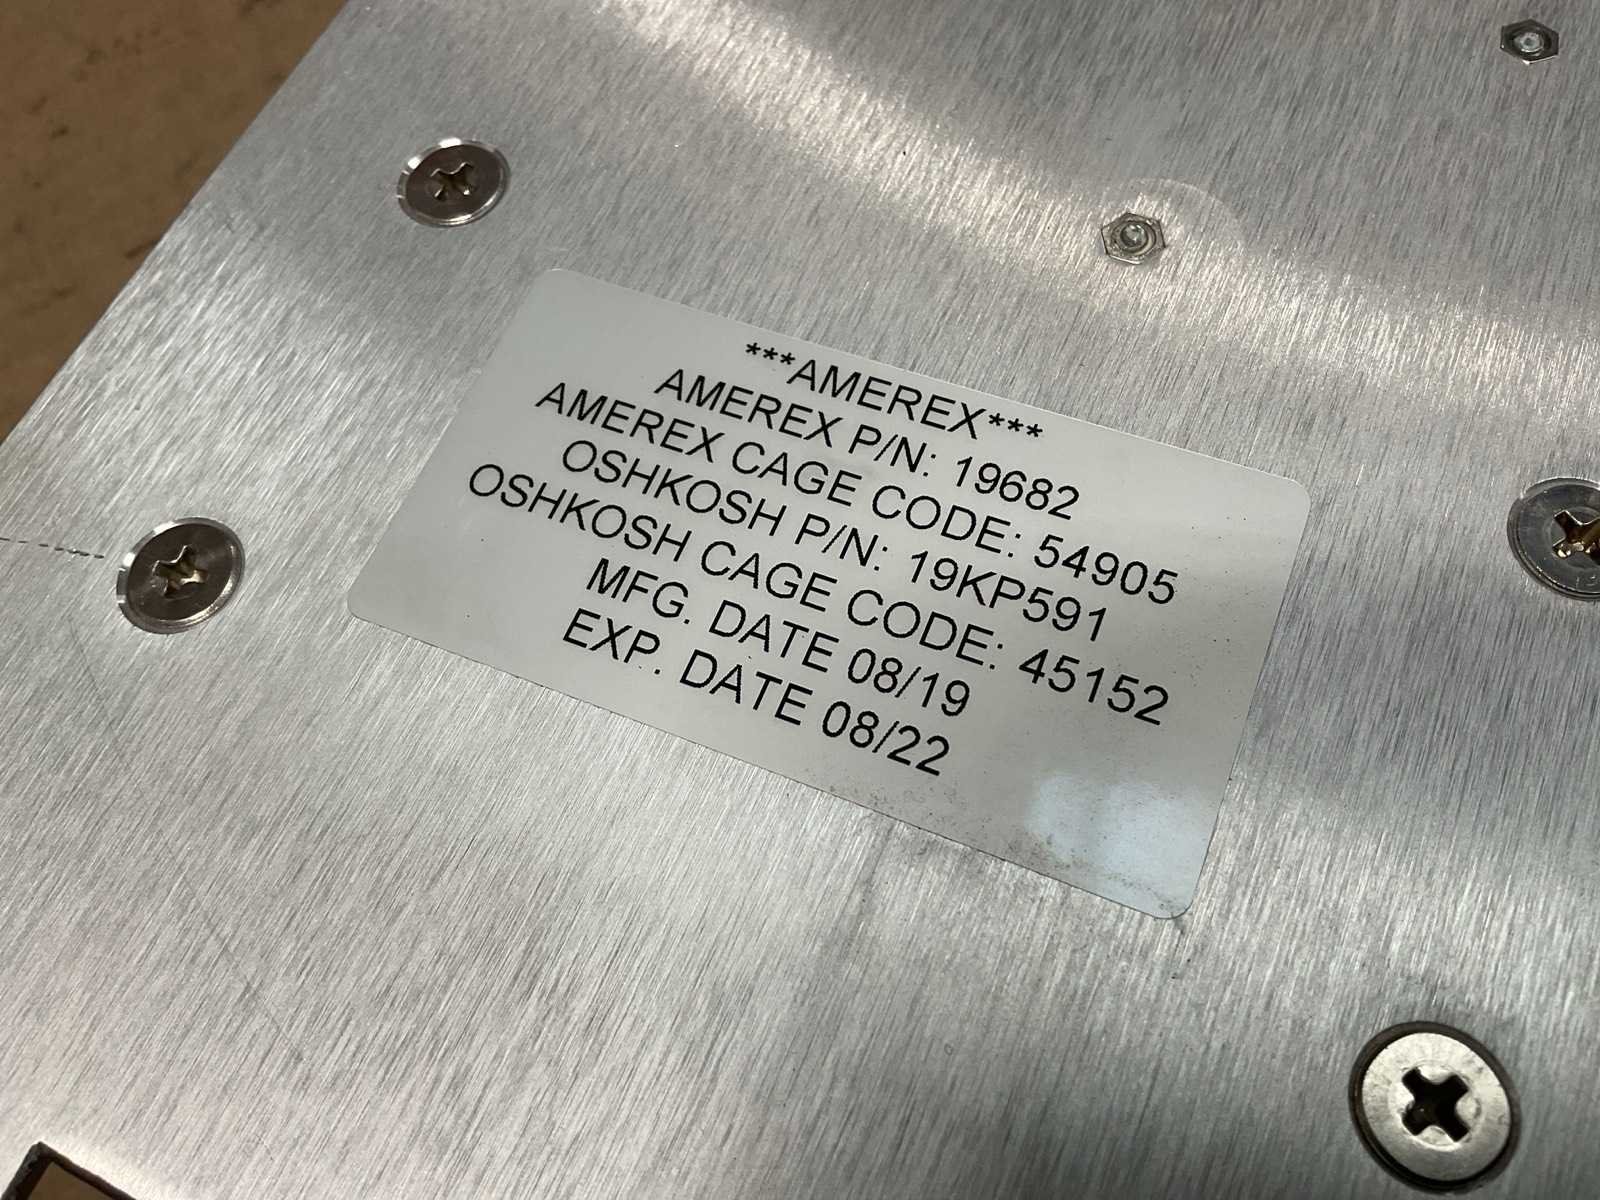 ***AMEREX***
AMEREX P/N: 19682
AMEREX CAGE CODE: 54905
OSHKOSH P/N: 19KP591
OSHKOSH CAGE CODE: 45152
MFG. DATE 08/19
EXP. DATE 08/22